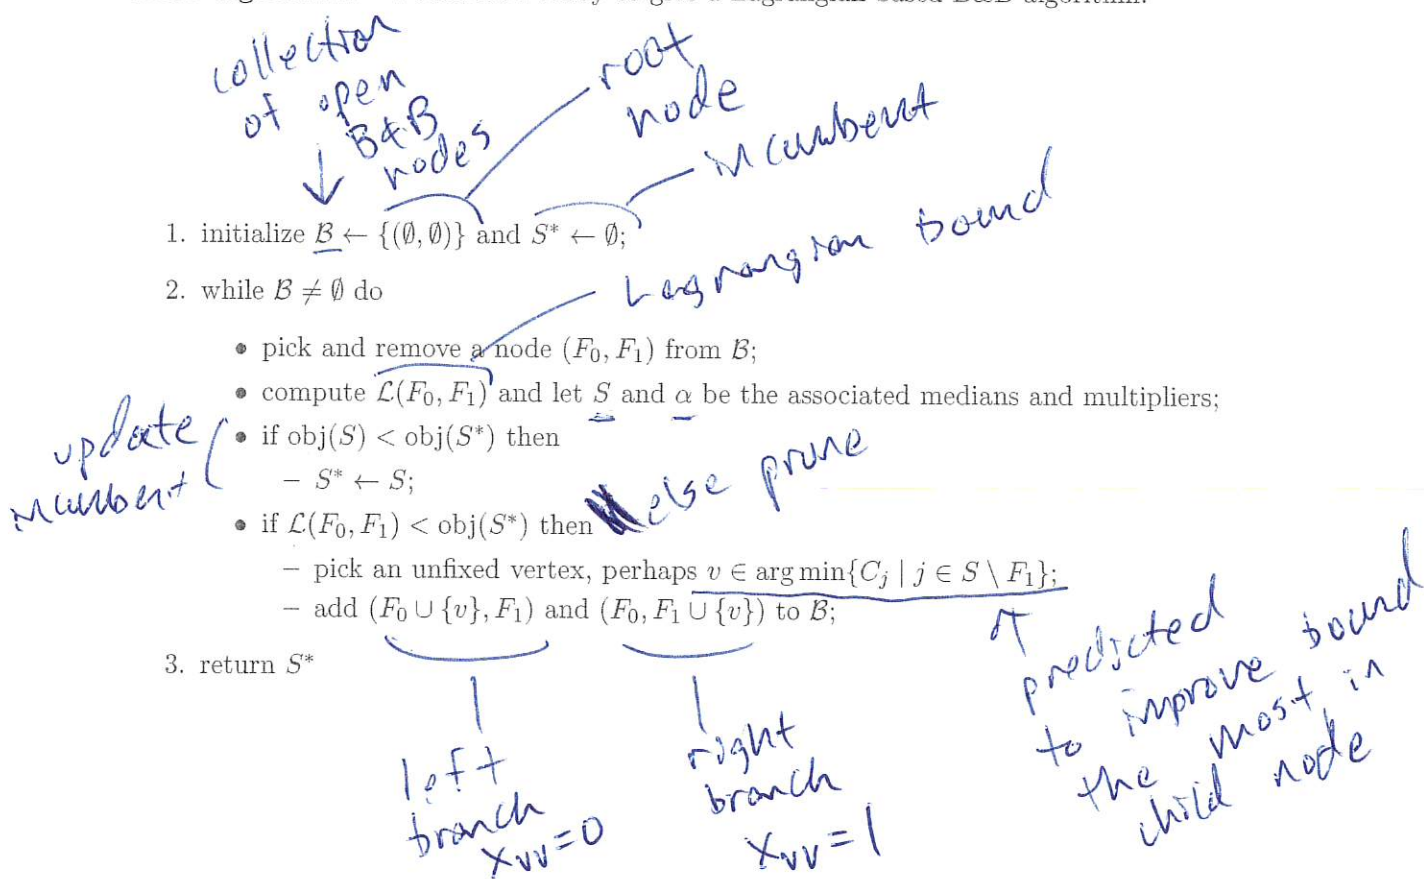 collection
of open
B&B
nodes
root
node
incumbent
1. initialize ℬ ← {(∅, ∅)} and S* ← ∅;
Lagrangian bound
2. while ℬ ≠ ∅ do
• pick and remove a node (F₀, F₁) from ℬ;
• compute ℒ(F₀, F₁) and let S and α be the associated medians and multipliers;
update
incumbent
• if obj(S) < obj(S*) then
– S* ← S;
else prune
• if ℒ(F₀, F₁) < obj(S*) then
– pick an unfixed vertex, perhaps v ∈ arg min{Cⱼ | j ∈ S \ F₁};
– add (F₀ ∪ {v}, F₁) and (F₀, F₁ ∪ {v}) to ℬ;
3. return S*
left
branch
xᵥᵥ=0
right
branch
xᵥᵥ=1
predicted
to improve bound
the most in
child node